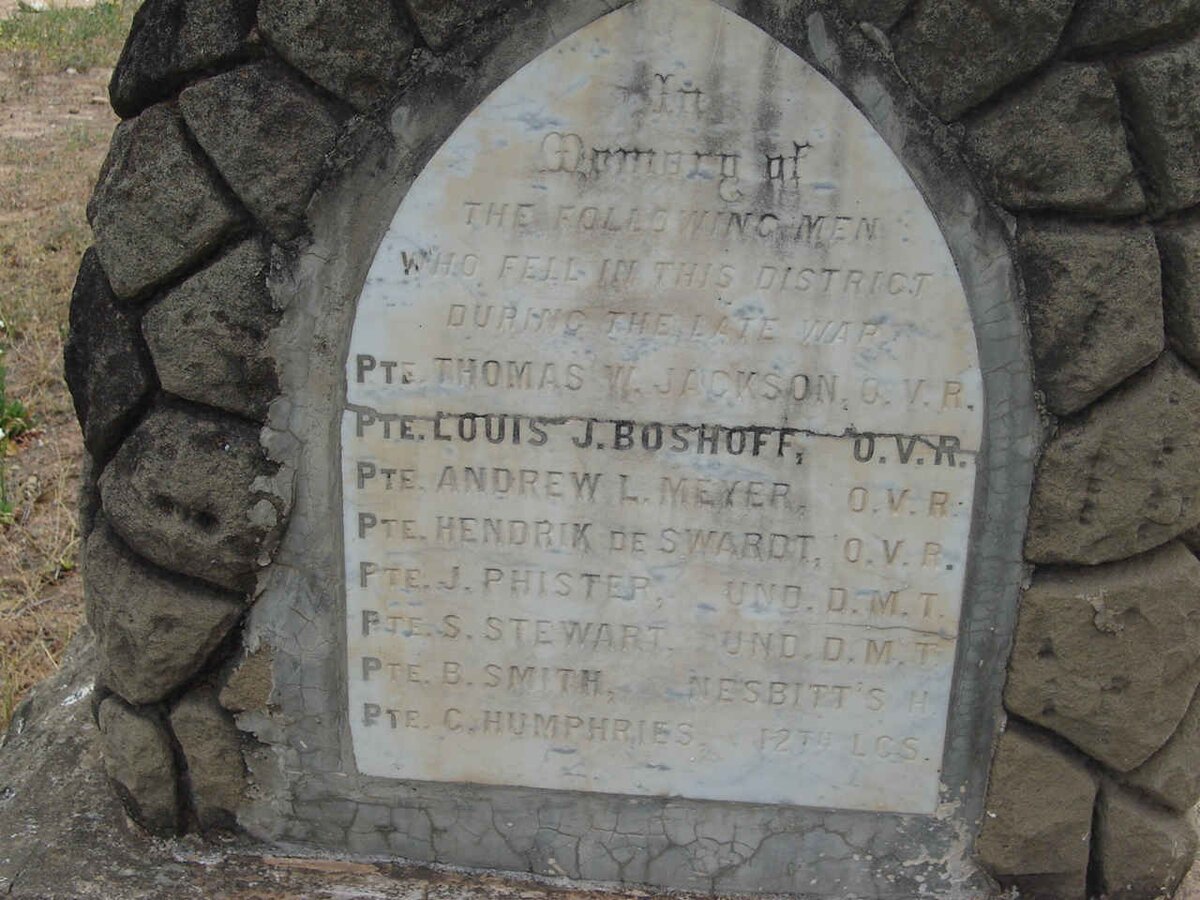 In
Memory of
THE FOLLOWING MEN
WHO FELL IN THIS DISTRICT
DURING THE LATE WAR.
PTE THOMAS W. JACKSON, O.V.R.
PTE. LOUIS J. BOSHOFF, O.V.R.
PTE. ANDREW L. MEYER, O.V.R.
PTE. HENDRIK DE SWARDT, O.V.R.
PTE. J. PHISTER, UND. D.M.T.
PTE. S. STEWART. UND. D.M.T.
PTE. B. SMITH, NESBITT'S H.
PTE C. HUMPHRIES, 12TH LCS.